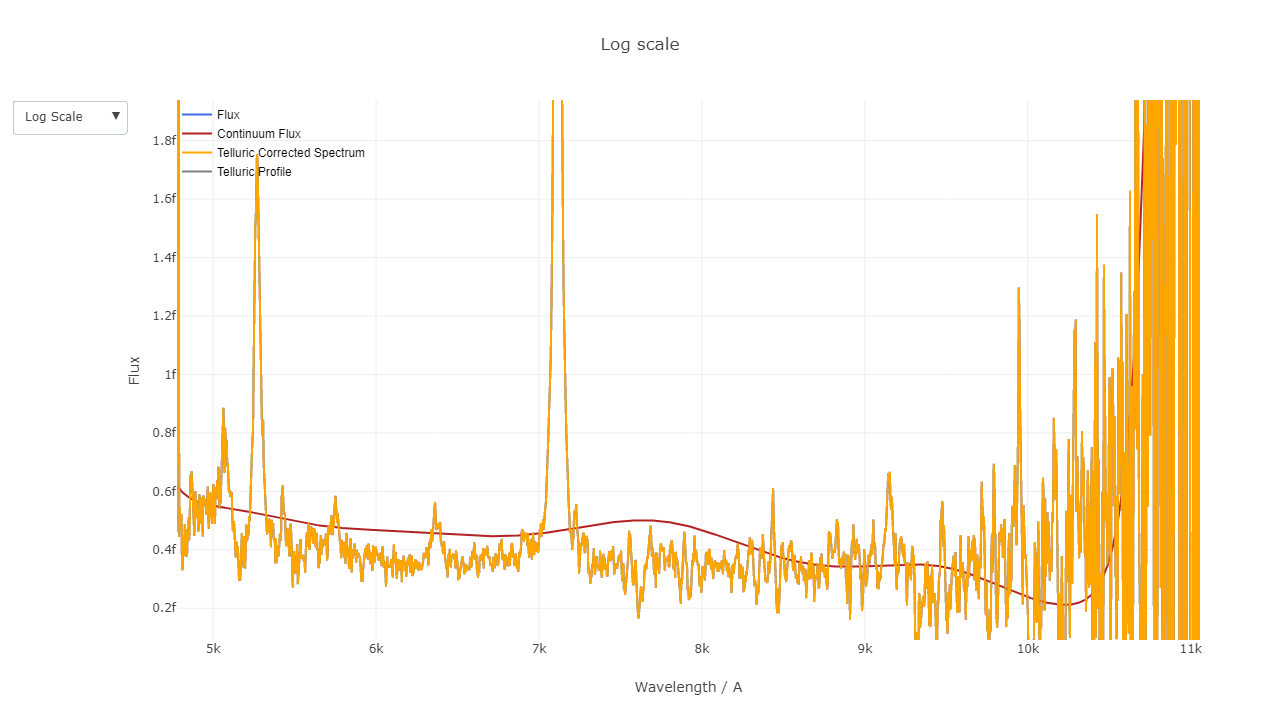 Log scale
Log Scale ▼
Flux
Continuum Flux
Telluric Corrected Spectrum
Telluric Profile
1.8f
1.6f
1.4f
1.2f
1f
0.8f
0.6f
0.4f
0.2f
Flux
5k 6k 7k 8k 9k 10k 11k
Wavelength / A